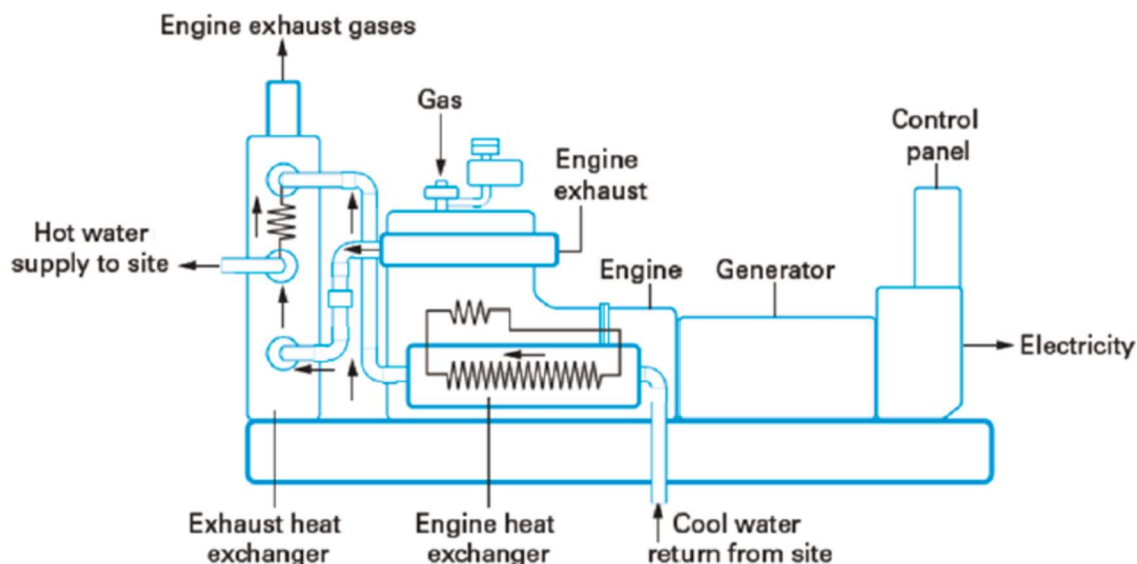 Engine exhaust gases
Gas
Control
panel
Engine
exhaust
Hot water
supply to site
Engine
Generator
Electricity
Exhaust heat
exchanger
Engine heat
exchanger
Cool water
return from site